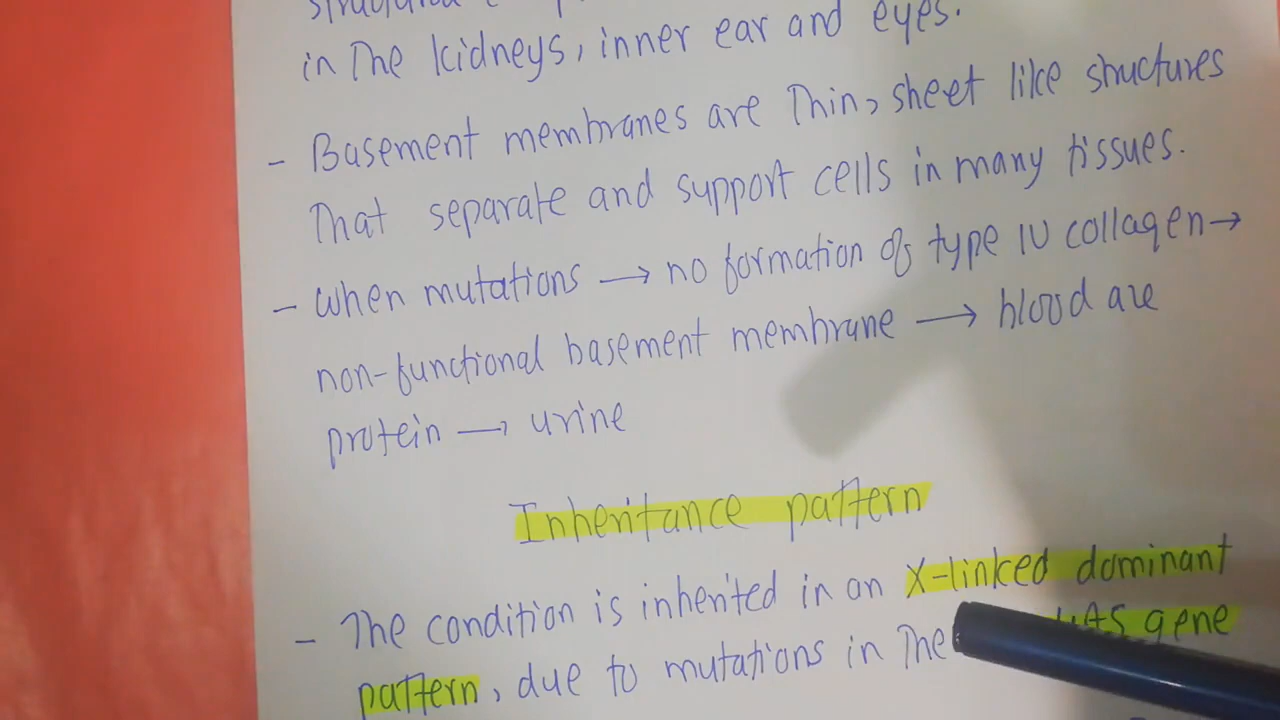 in The kidneys, inner ear and eyes.
- Basement membranes are Thin, sheet like structures
That separate and support cells in many tissues.
- when mutations → no formation of type IV collagen →
non-functional basement membrane → blood are
protein → urine
Inheritance pattern
- The condition is inherited in an X-linked dominant
pattern, due to mutations in The gene